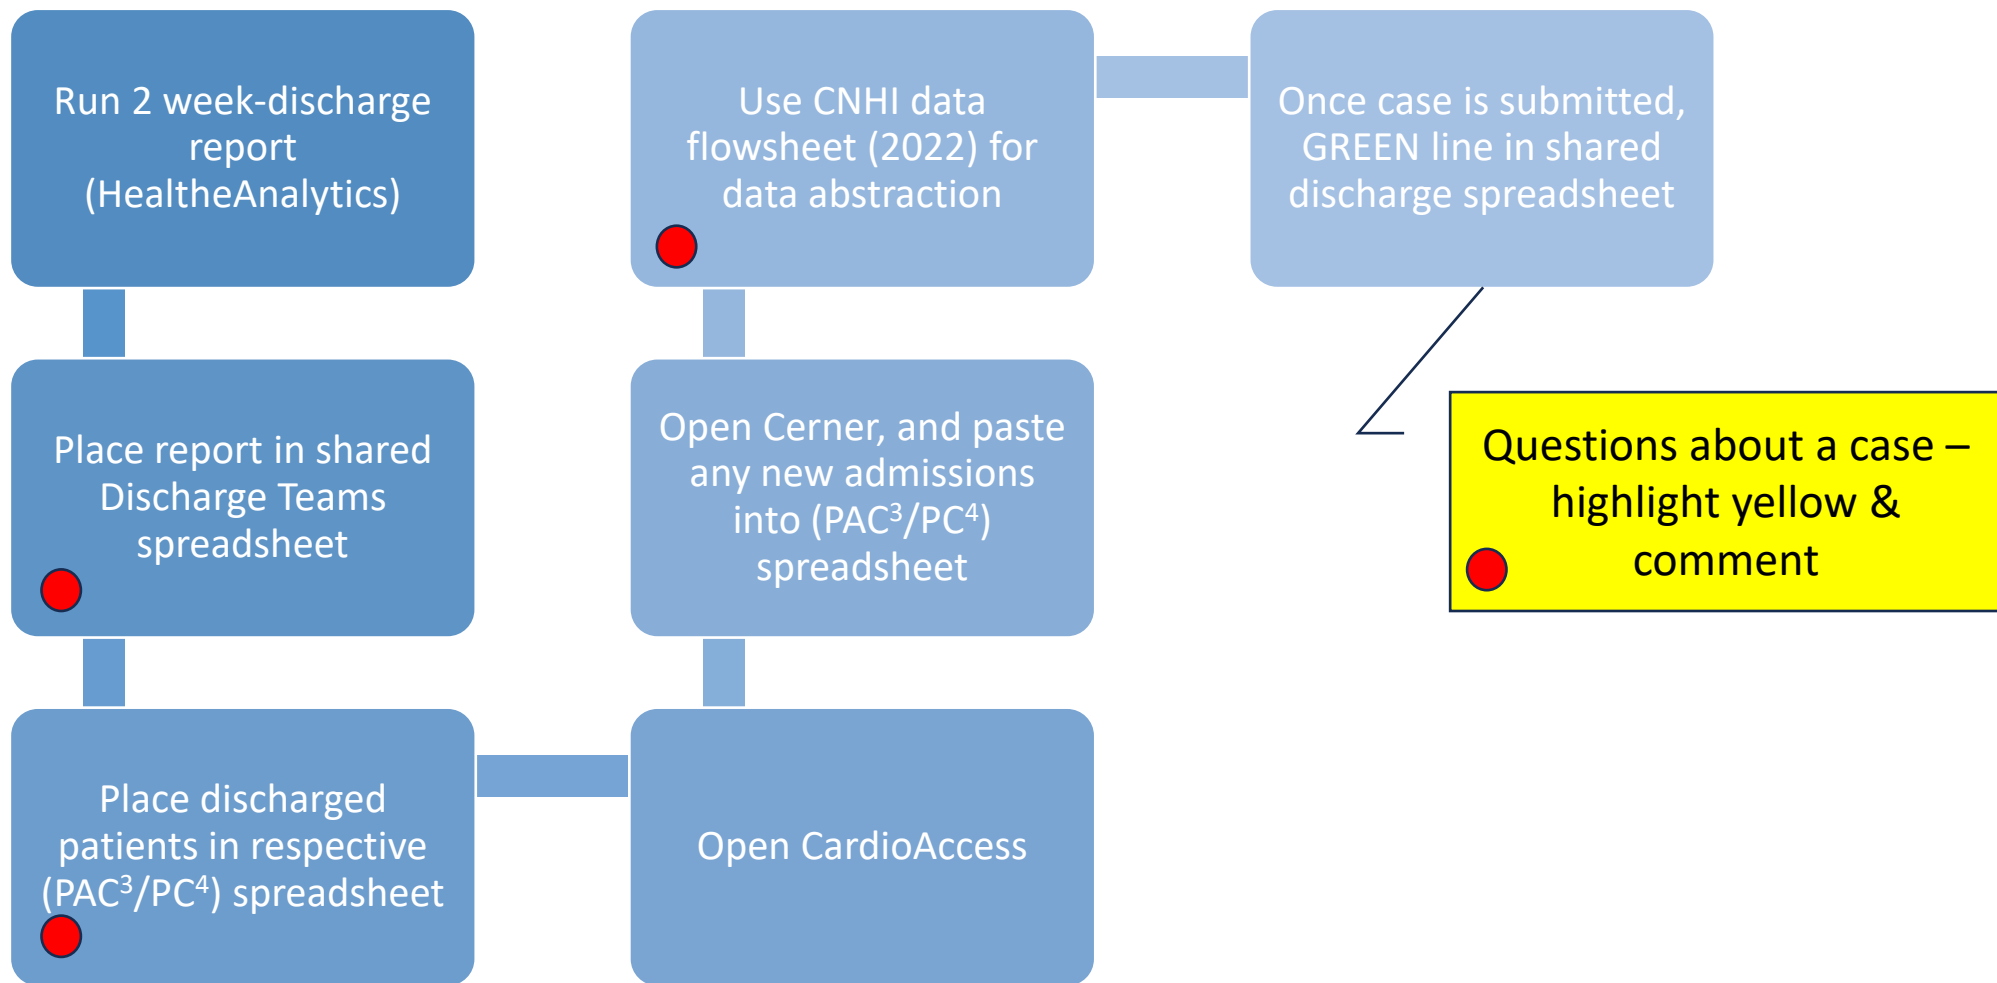 Run 2 week-discharge
report
(HealtheAnalytics)
Place report in shared
Discharge Teams
spreadsheet
Place discharged
patients in respective
(PAC³/PC⁴) spreadsheet
Open CardioAccess
Open Cerner, and paste
any new admissions
into (PAC³/PC⁴)
spreadsheet
Use CNHI data
flowsheet (2022) for
data abstraction
Once case is submitted,
GREEN line in shared
discharge spreadsheet
Questions about a case –
highlight yellow &
comment